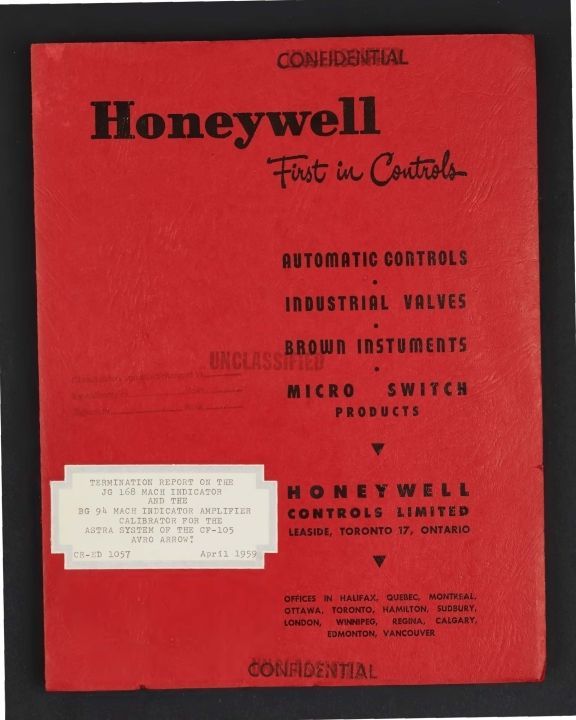 CONFIDENTIAL
Honeywell
First in Controls
AUTOMATIC CONTROLS
•
INDUSTRIAL VALVES
•
BROWN INSTUMENTS
•
MICRO SWITCH
PRODUCTS
UNCLASSIFIED
TERMINATION REPORT ON THE
JG 168 MACH INDICATOR
AND THE
BG 94 MACH INDICATOR AMPLIFIER
CALIBRATOR FOR THE
ASTRA SYSTEM OF THE CF-105
AVRO ARROW!
CR-ED 1057 April 1959
HONEYWELL
CONTROLS LIMITED
LEASIDE, TORONTO 17, ONTARIO
OFFICES IN HALIFAX, QUEBEC, MONTREAL,
OTTAWA, TORONTO, HAMILTON, SUDBURY,
LONDON, WINNIPEG, REGINA, CALGARY,
EDMONTON, VANCOUVER
CONFIDENTIAL